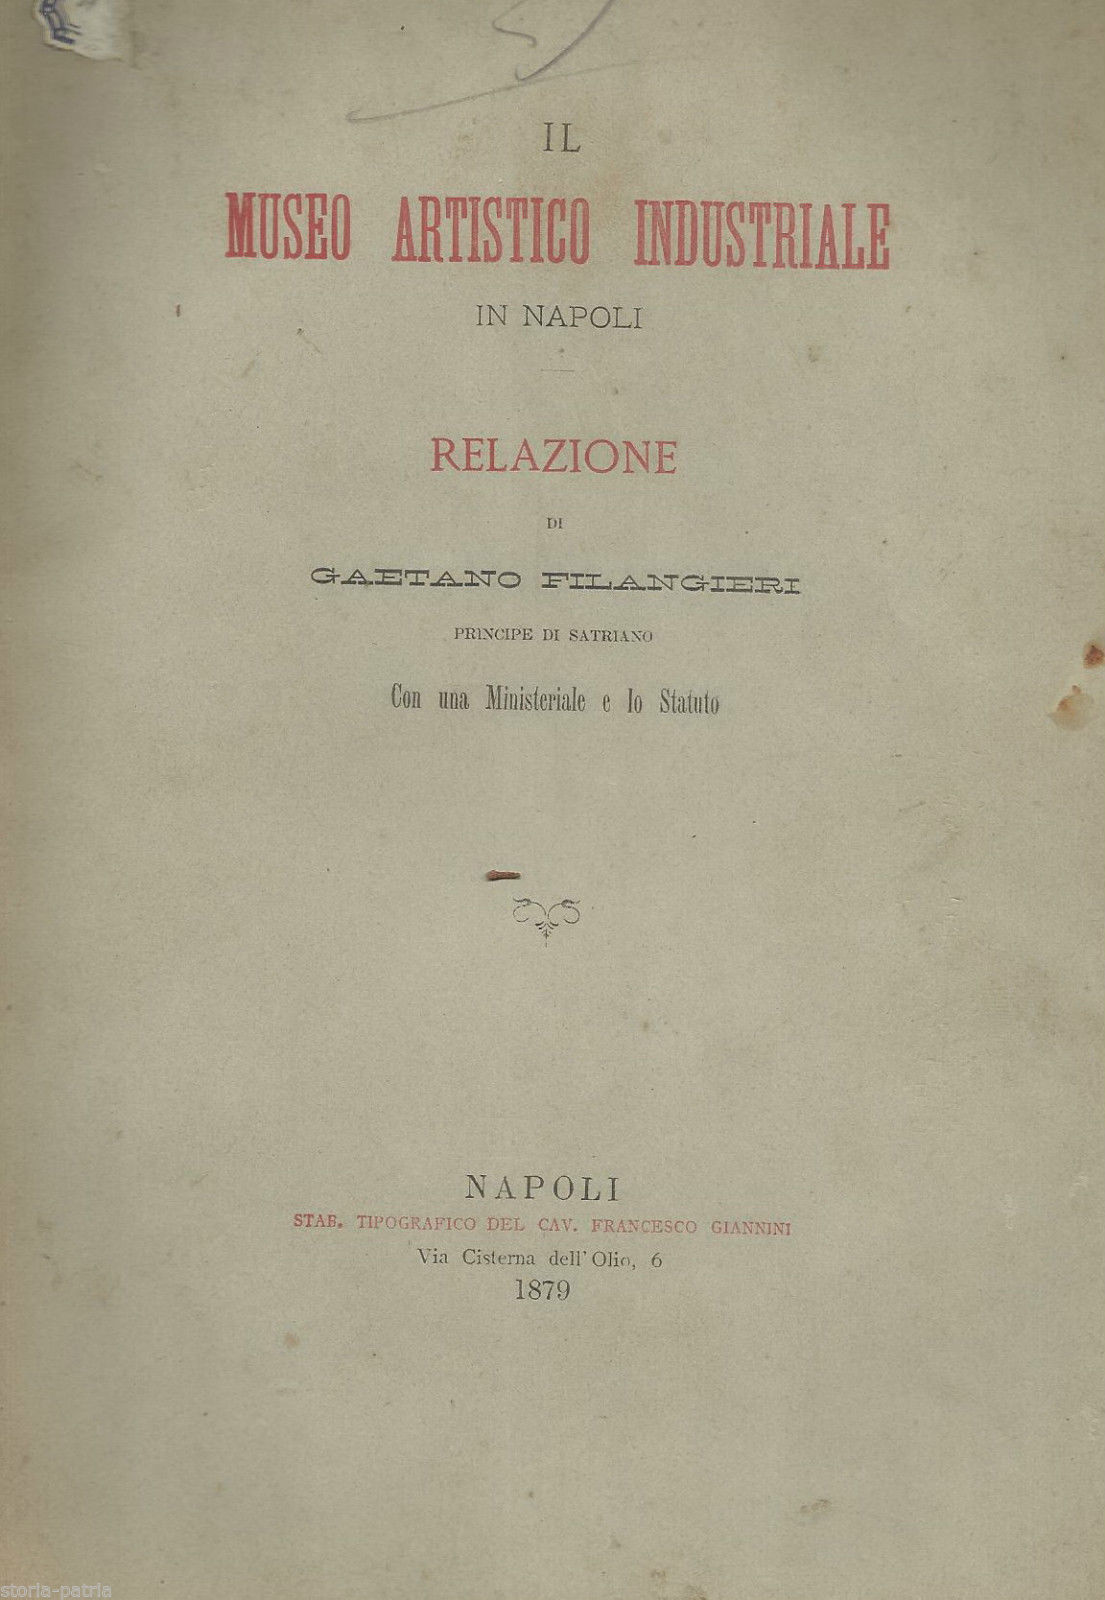 IL
MUSEO ARTISTICO INDUSTRIALE
IN NAPOLI
RELAZIONE
DI
GAETANO FILANGIERI
PRINCIPE DI SATRIANO
Con una Ministeriale e lo Statuto
NAPOLI
STAB. TIPOGRAFICO DEL CAV. FRANCESCO GIANNINI
Via Cisterna dell' Olio, 6
1879
storia-patria